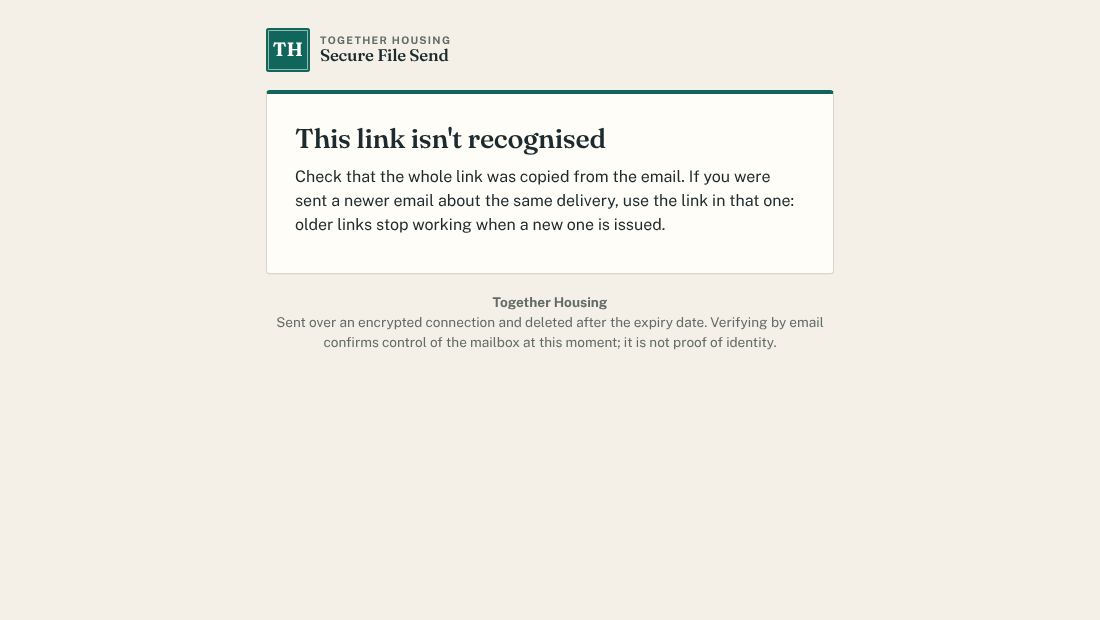 TH
TOGETHER HOUSING
Secure File Send
This link isn't recognised
Check that the whole link was copied from the email. If you were
sent a newer email about the same delivery, use the link in that one:
older links stop working when a new one is issued.
Together Housing
Sent over an encrypted connection and deleted after the expiry date. Verifying by email
confirms control of the mailbox at this moment; it is not proof of identity.